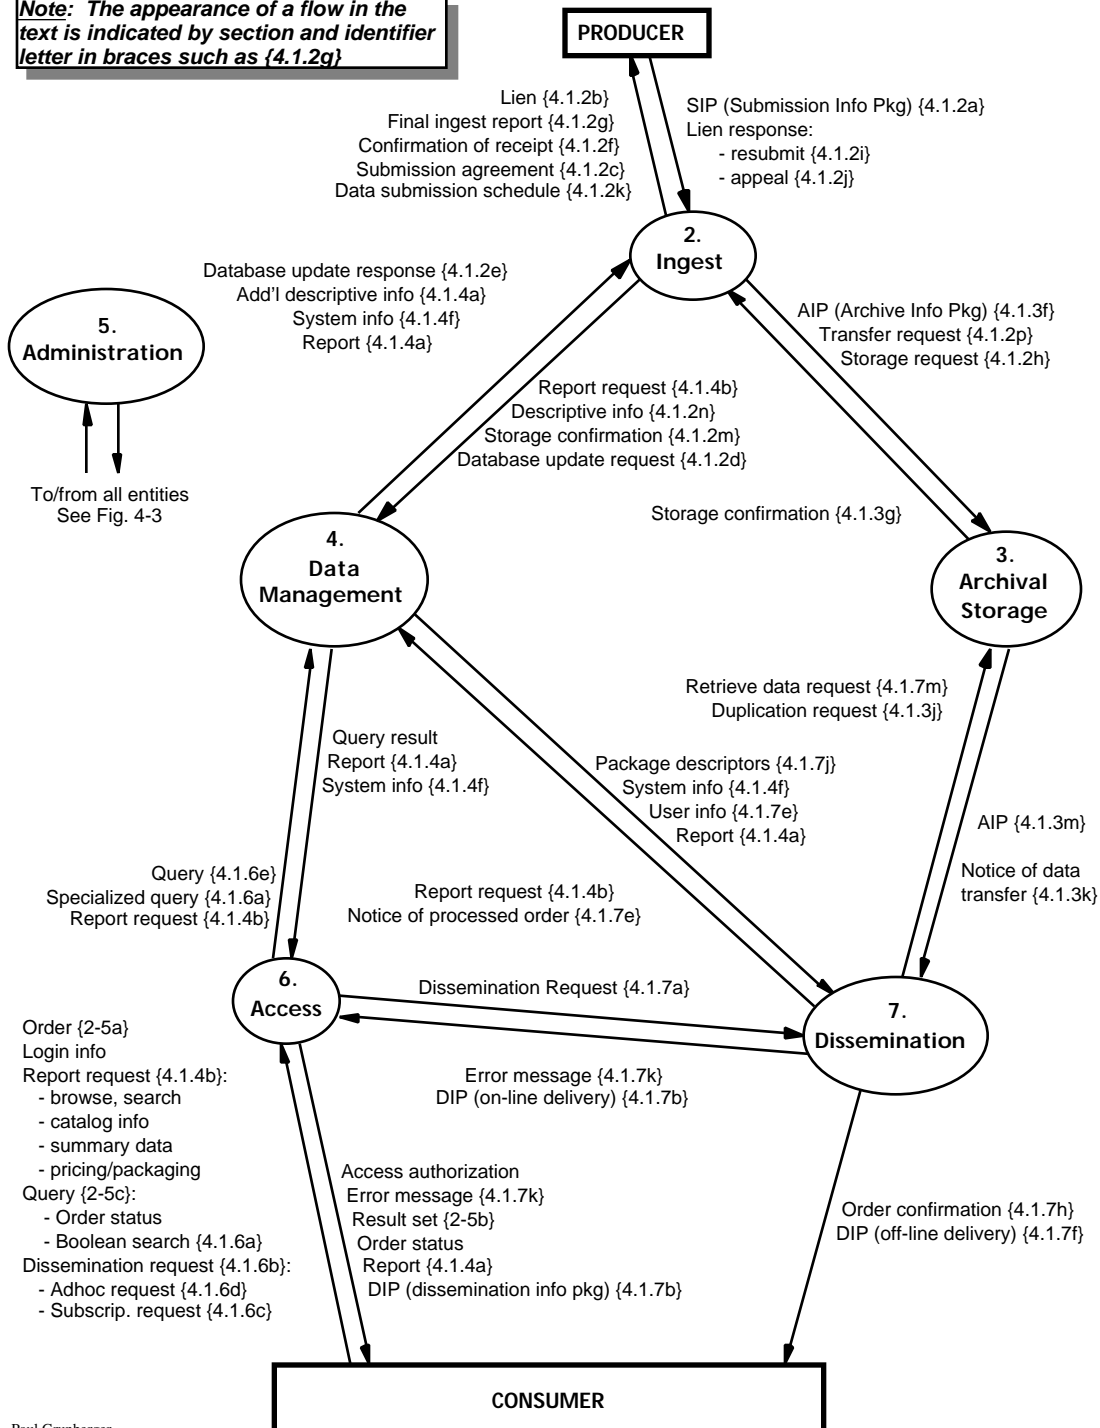 Note: The appearance of a flow in the
text is indicated by section and identifier
letter in braces such as {4.1.2g}
PRODUCER
Lien {4.1.2b}
Final ingest report {4.1.2g}
Confirmation of receipt {4.1.2f}
Submission agreement {4.1.2c}
Data submission schedule {4.1.2k}
SIP (Submission Info Pkg) {4.1.2a}
Lien response:
- resubmit {4.1.2i}
- appeal {4.1.2j}
2.
Ingest
Database update response {4.1.2e}
Add'l descriptive info {4.1.4a}
System info {4.1.4f}
Report {4.1.4a}
5.
Administration
To/from all entities
See Fig. 4-3
AIP (Archive Info Pkg) {4.1.3f}
Transfer request {4.1.2p}
Storage request {4.1.2h}
Report request {4.1.4b}
Descriptive info {4.1.2n}
Storage confirmation {4.1.2m}
Database update request {4.1.2d}
Storage confirmation {4.1.3g}
4.
Data
Management
3.
Archival
Storage
Retrieve data request {4.1.7m}
Duplication request {4.1.3j}
Query result
Report {4.1.4a}
System info {4.1.4f}
Package descriptors {4.1.7j}
System info {4.1.4f}
User info {4.1.7e}
Report {4.1.4a}
AIP {4.1.3m}
Notice of data
transfer {4.1.3k}
Query {4.1.6e}
Specialized query {4.1.6a}
Report request {4.1.4b}
Report request {4.1.4b}
Notice of processed order {4.1.7e}
6.
Access
Dissemination Request {4.1.7a}
7.
Dissemination
Error message {4.1.7k}
DIP (on-line delivery) {4.1.7b}
Order {2-5a}
Login info
Report request {4.1.4b}:
- browse, search
- catalog info
- summary data
- pricing/packaging
Query {2-5c}:
- Order status
- Boolean search {4.1.6a}
Dissemination request {4.1.6b}:
- Adhoc request {4.1.6d}
- Subscrip. request {4.1.6c}
Access authorization
Error message {4.1.7k}
Result set {2-5b}
Order status
Report {4.1.4a}
DIP (dissemination info pkg) {4.1.7b}
Order confirmation {4.1.7h}
DIP (off-line delivery) {4.1.7f}
CONSUMER
Paul Grunberger